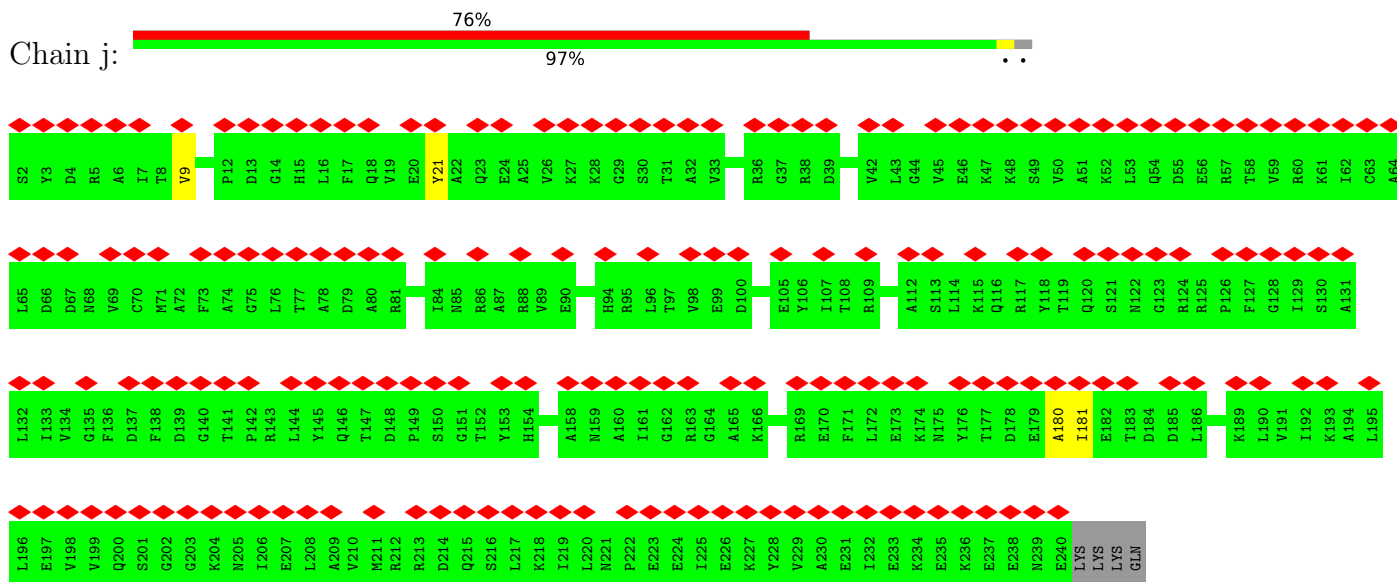 76%
Chain j:
97%
. .
S2 Y3 D4 R5 A6 I7 T8 V9 P12 D13 G14 H15 L16 F17 Q18 V19 E20 Y21 A22 Q23 E24 A25 V26 K27 K28 G29 S30 T31 A32 V33 R36 G37 R38 D39 V42 L43 G44 V45 E46 K47 K48 S49 V50 A51 K52 L53 Q54 D55 E56 R57 T58 V59 R60 K61 I62 C63 A64
L65 D66 D67 N68 V69 C70 M71 A72 F73 A74 G75 L76 T77 A78 D79 A80 R81 I84 N85 R86 A87 R88 V89 E90 H94 R95 L96 T97 V98 E99 D100 E105 Y106 I107 T108 R109 A112 S113 L114 K115 Q116 R117 Y118 T119 Q120 S121 N122 G123 R124 R125 P126 F127 G128 I129 S130 A131
L132 I133 V134 G135 F136 D137 F138 D139 G140 T141 P142 R143 L144 Y145 Q146 T147 D148 P149 S150 G151 T152 Y153 H154 A158 N159 A160 I161 G162 R163 G164 A165 K166 R169 E170 F171 L172 E173 K174 N175 Y176 T177 D178 E179 A180 I181 E182 T183 D184 D185 L186 K189 L190 V191 I192 K193 A194 L195
L196 E197 V198 V199 Q200 S201 G202 G203 K204 N205 I206 E207 L208 A209 V210 M211 R212 R213 D214 Q215 S216 L217 K218 I219 L220 N221 P222 E223 E224 I225 E226 K227 Y228 V229 A230 E231 I232 E233 K234 E235 K236 E237 E238 N239 E240 LYS LYS LYS GLN